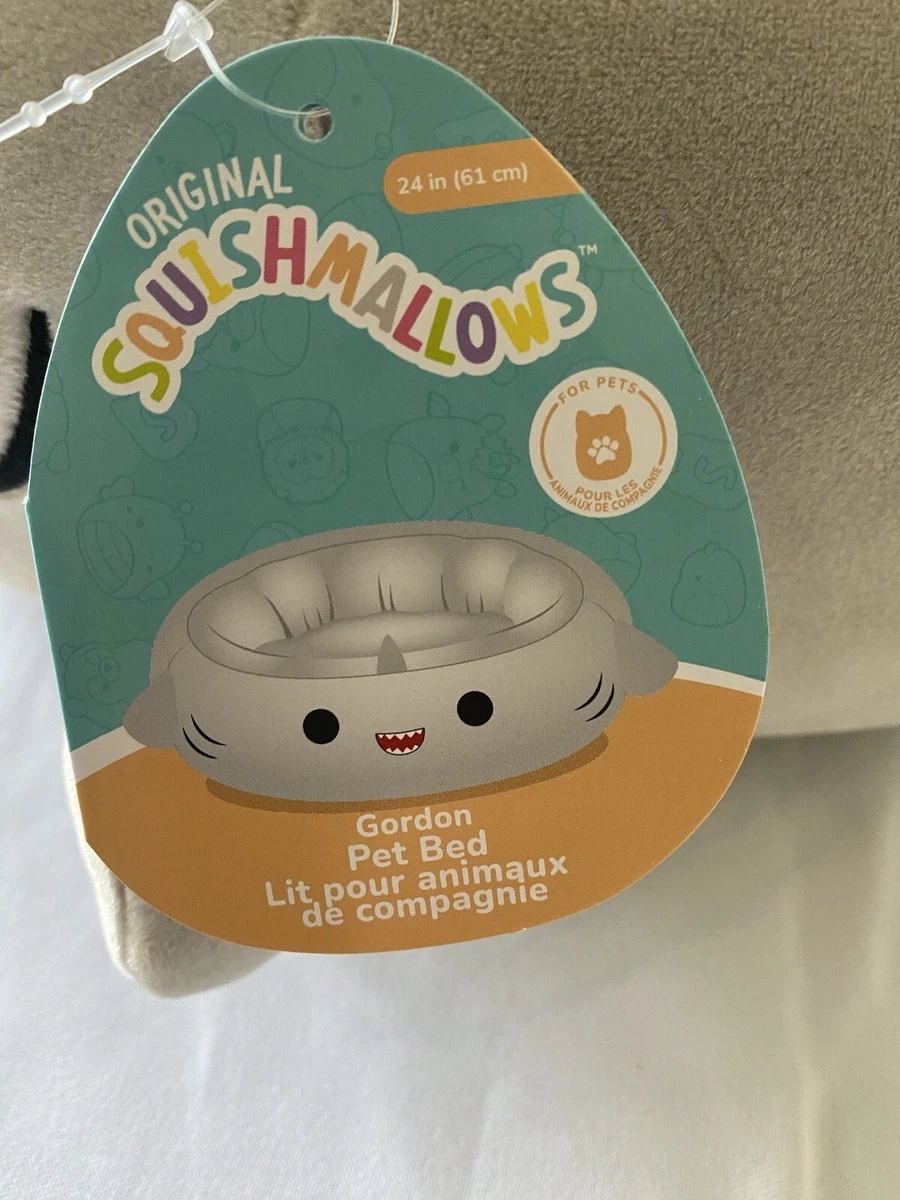 24 in (61 cm)
ORIGINAL
SQUISHMALLOWS™
FOR PETS
POUR LES
ANIMAUX DE COMPAGNIE
Gordon
Pet Bed
Lit pour animaux
de compagnie